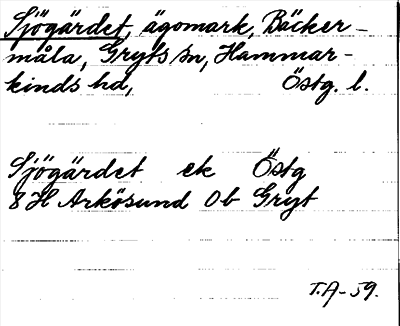 Sjögärdet, ägomark, Bäcker-
måla, Gryts sn, Hammar-
kinds hd, Östg. l.
Sjögärdet ek Östg
8 H Arkösund Ob Gryt
T.A-59.